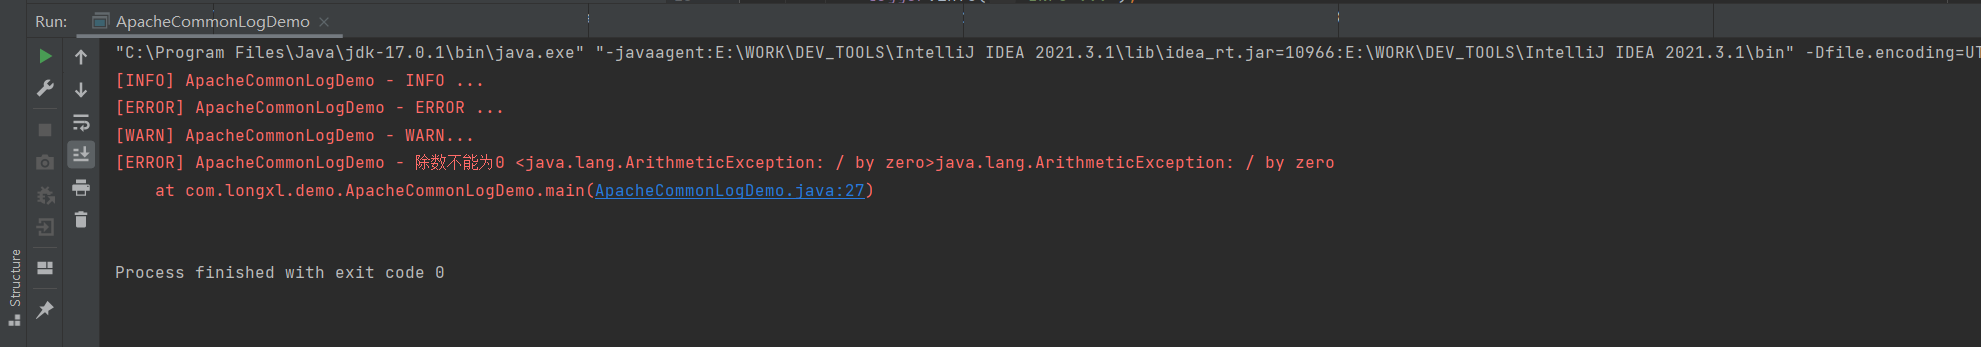 Run: ApacheCommonLogDemo
"C:\Program Files\Java\jdk-17.0.1\bin\java.exe" "-javaagent:E:\WORK\DEV_TOOLS\IntelliJ IDEA 2021.3.1\lib\idea_rt.jar=10966:E:\WORK\DEV_TOOLS\IntelliJ IDEA 2021.3.1\bin" -Dfile.encoding=UT
[INFO] ApacheCommonLogDemo - INFO ...
[ERROR] ApacheCommonLogDemo - ERROR ...
[WARN] ApacheCommonLogDemo - WARN...
[ERROR] ApacheCommonLogDemo - 除数不能为0 <java.lang.ArithmeticException: / by zero>java.lang.ArithmeticException: / by zero
at com.longxl.demo.ApacheCommonLogDemo.main(ApacheCommonLogDemo.java:27)
Process finished with exit code 0
Structure